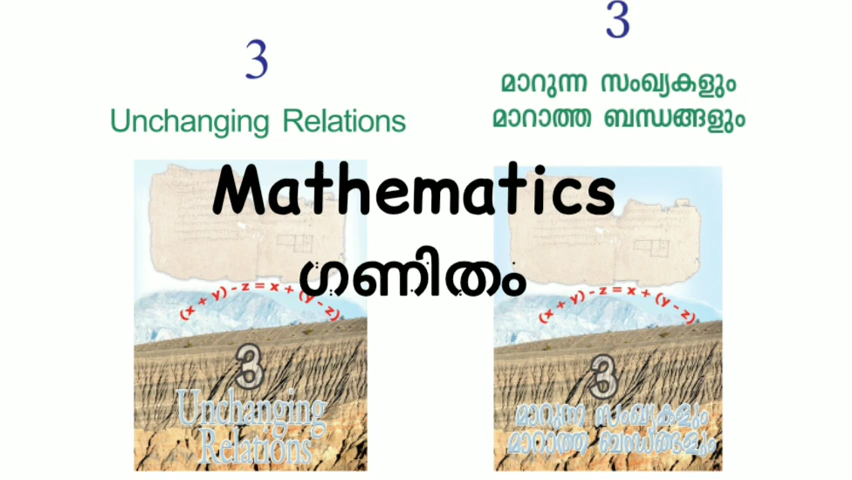 3
Unchanging Relations
3
മാറുന്ന സംഖ്യകളും
മാറാത്ത ബന്ധങ്ങളും
Mathematics
ഗണിതം
(x + y) - z = x + (y - z)
3
Unchanging
Relations
(x + y) - z = x + (y - z)
3
മാറുന്ന സംഖ്യകളും
മാറാത്ത ബന്ധങ്ങളും